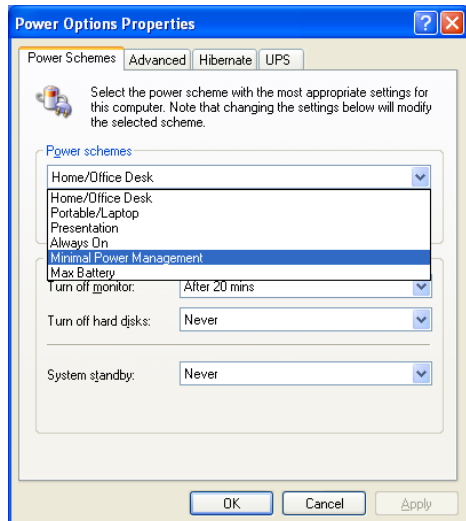 Power Options Properties
Power Schemes Advanced Hibernate UPS
Select the power scheme with the most appropriate settings for
this computer. Note that changing the settings below will modify
the selected scheme.
Power schemes
Home/Office Desk
Home/Office Desk
Portable/Laptop
Presentation
Always On
Minimal Power Management
Max Battery
Turn off monitor: After 20 mins
Turn off hard disks: Never
System standby: Never
OK Cancel Apply